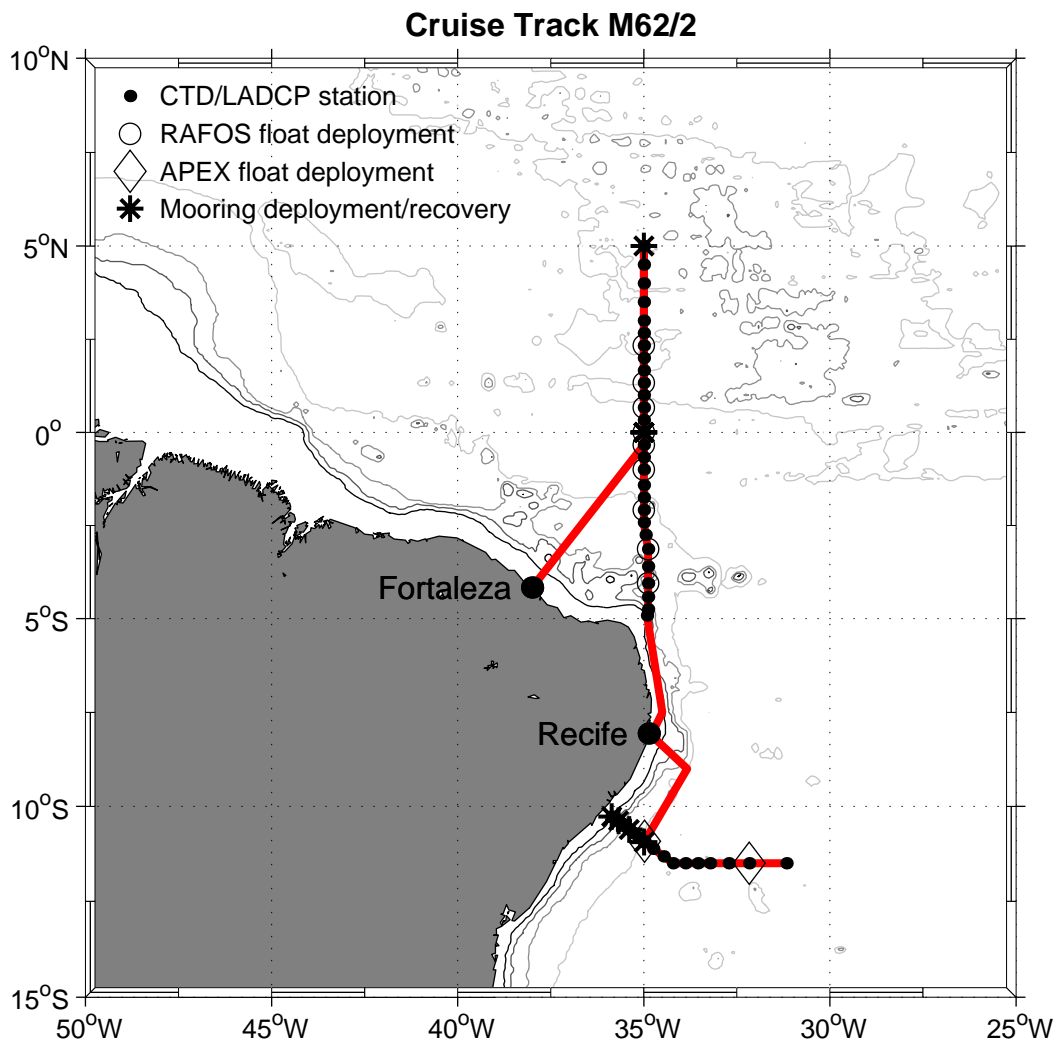 Cruise Track M62/2
10°N
CTD/LADCP station
RAFOS float deployment
APEX float deployment
Mooring deployment/recovery
5°N
0°
Fortaleza
5°S
Recife
10°S
15°S
50°W 45°W 40°W 35°W 30°W 25°W